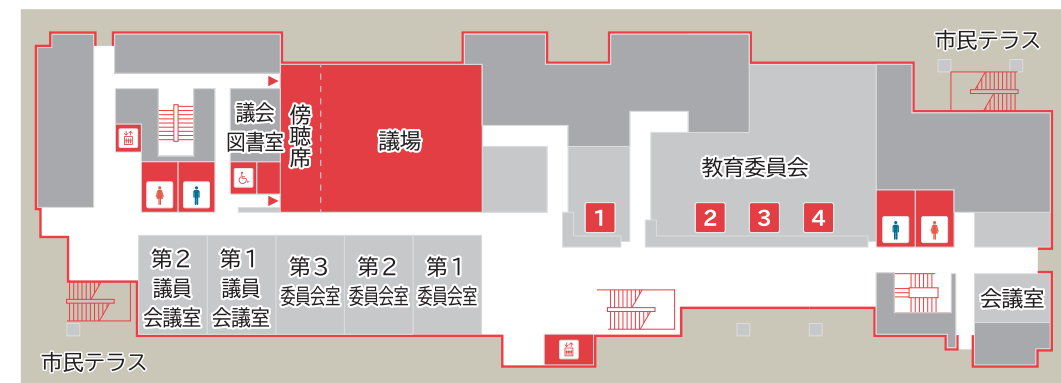 市民テラス
議会
図書室
傍聴席
議場
教育委員会
1
2
3
4
第2
議員
会議室
第1
議員
会議室
第3
委員会室
第2
委員会室
第1
委員会室
会議室
市民テラス